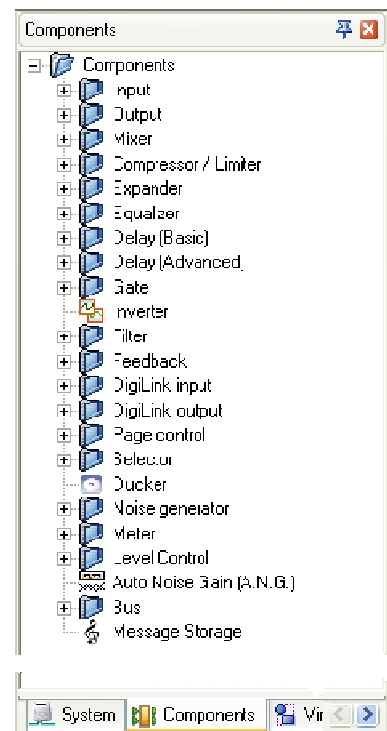 Components
Components
Input
Output
Mixer
Compressor / Limiter
Expander
Equalizer
Delay (Basic)
Delay (Advanced)
Gate
Inverter
Filter
Feedback
DigiLink input
DigiLink output
Page control
Selector
Ducker
Noise generator
Meter
Level Control
Auto Noise Gain (A.N.G.)
Bus
Message Storage
System Components Vir